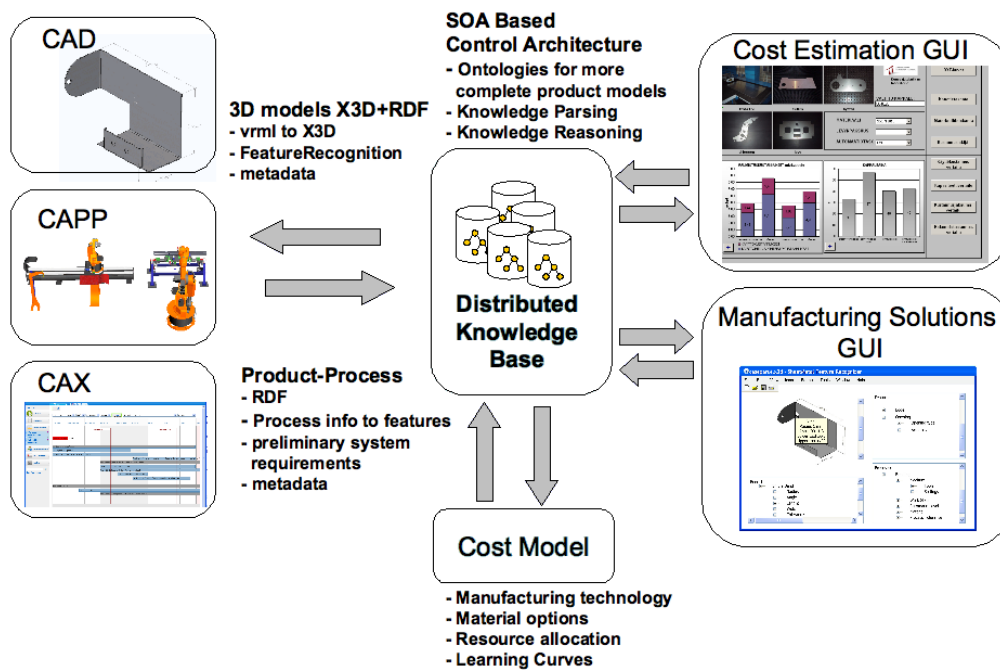 CAD
3D models X3D+RDF
- vrml to X3D
- FeatureRecognition
- metadata
SOA Based
Control Architecture
- Ontologies for more
complete product models
- Knowledge Parsing
- Knowledge Reasoning
Cost Estimation GUI
CAPP
Distributed
Knowledge
Base
Manufacturing Solutions
GUI
CAX
Product-Process
- RDF
- Process info to features
- preliminary system
requirements
- metadata
Cost Model
- Manufacturing technology
- Material options
- Resource allocation
- Learning Curves